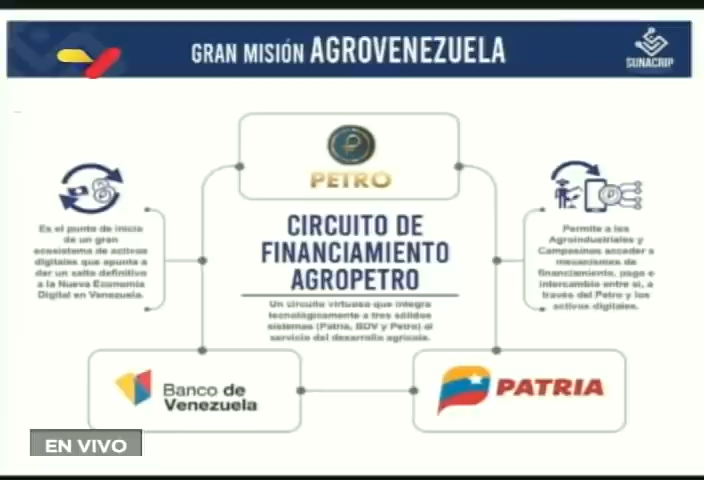 GRAN MISIÓN AGROVENEZUELA
SUNACRIP
PETRO
Es el punto de inicio
de un gran
ecosistema de activos
digitales que apunta a
dar un salto definitivo
a la Nueva Economía
Digital en Venezuela.
CIRCUITO DE
FINANCIAMIENTO
AGROPETRO
Un circuito virtuoso que integra
tecnológicamente a tres sólidos
sistemas (Patria, BDV y Petro) al
servicio del desarrollo agrícola.
Permite a los
Agroindustriales y
Campesinos acceder a
mecanismos de
financiamiento, pago e
intercambio entre sí, a
través del Petro y los
activos digitales.
Banco de
Venezuela
PATRIA
EN VIVO